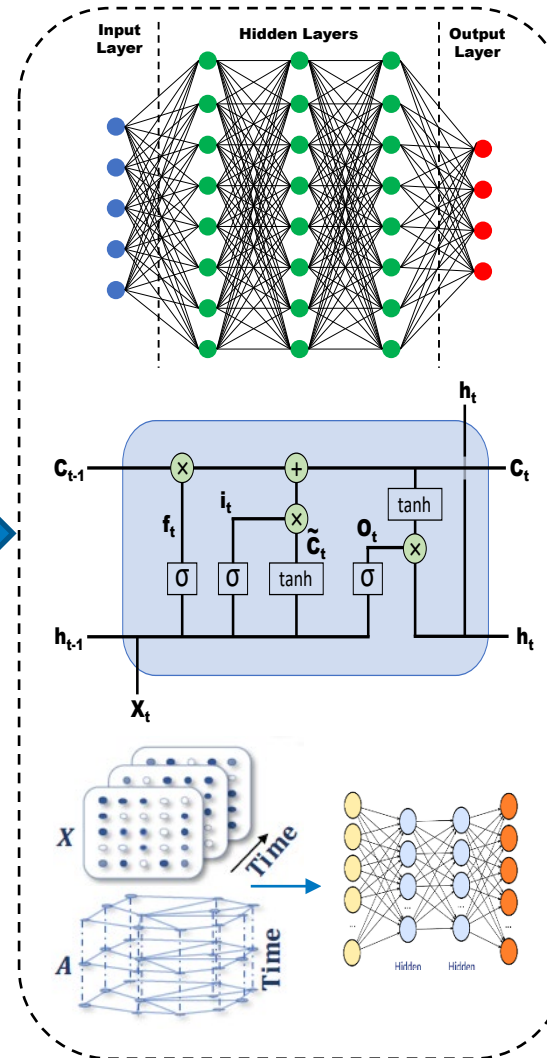 Input
Layer
Hidden Layers
Output
Layer
h_t
C_{t-1}
×
+
C_t
i_t
×
tanh
f_t
C̃_t
O_t
×
σ
σ
tanh
σ
h_{t-1}
h_t
X_t
X
Time
A
Time
...
...
...
...
Hidden
Hidden